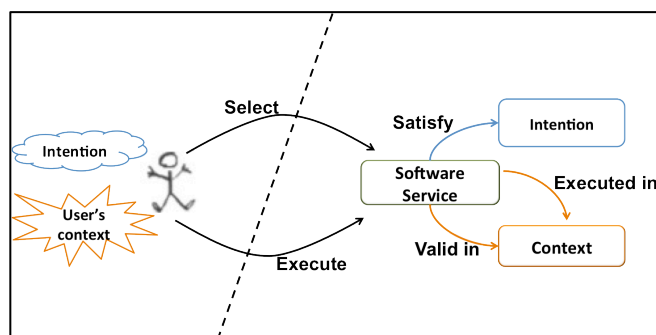 Select
Satisfy
Intention
Intention
Software
Service
Executed in
User's
context
Valid in
Context
Execute